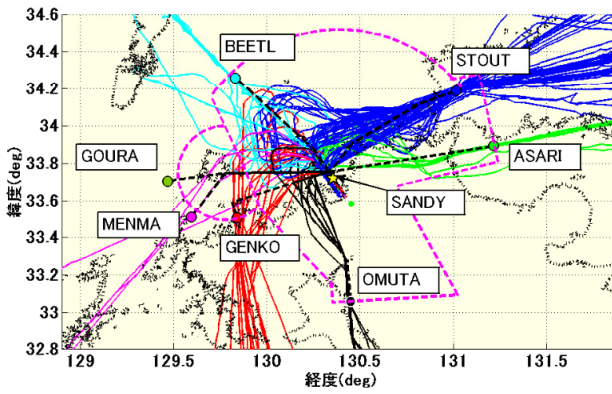 34.6
34.4
34.2
34
33.8
33.6
33.4
33.2
33
32.8
緯度(deg)
BEETL
STOUT
GOURA
ASARI
SANDY
MENMA
GENKO
OMUTA
129
129.5
130
130.5
131
131.5
経度(deg)